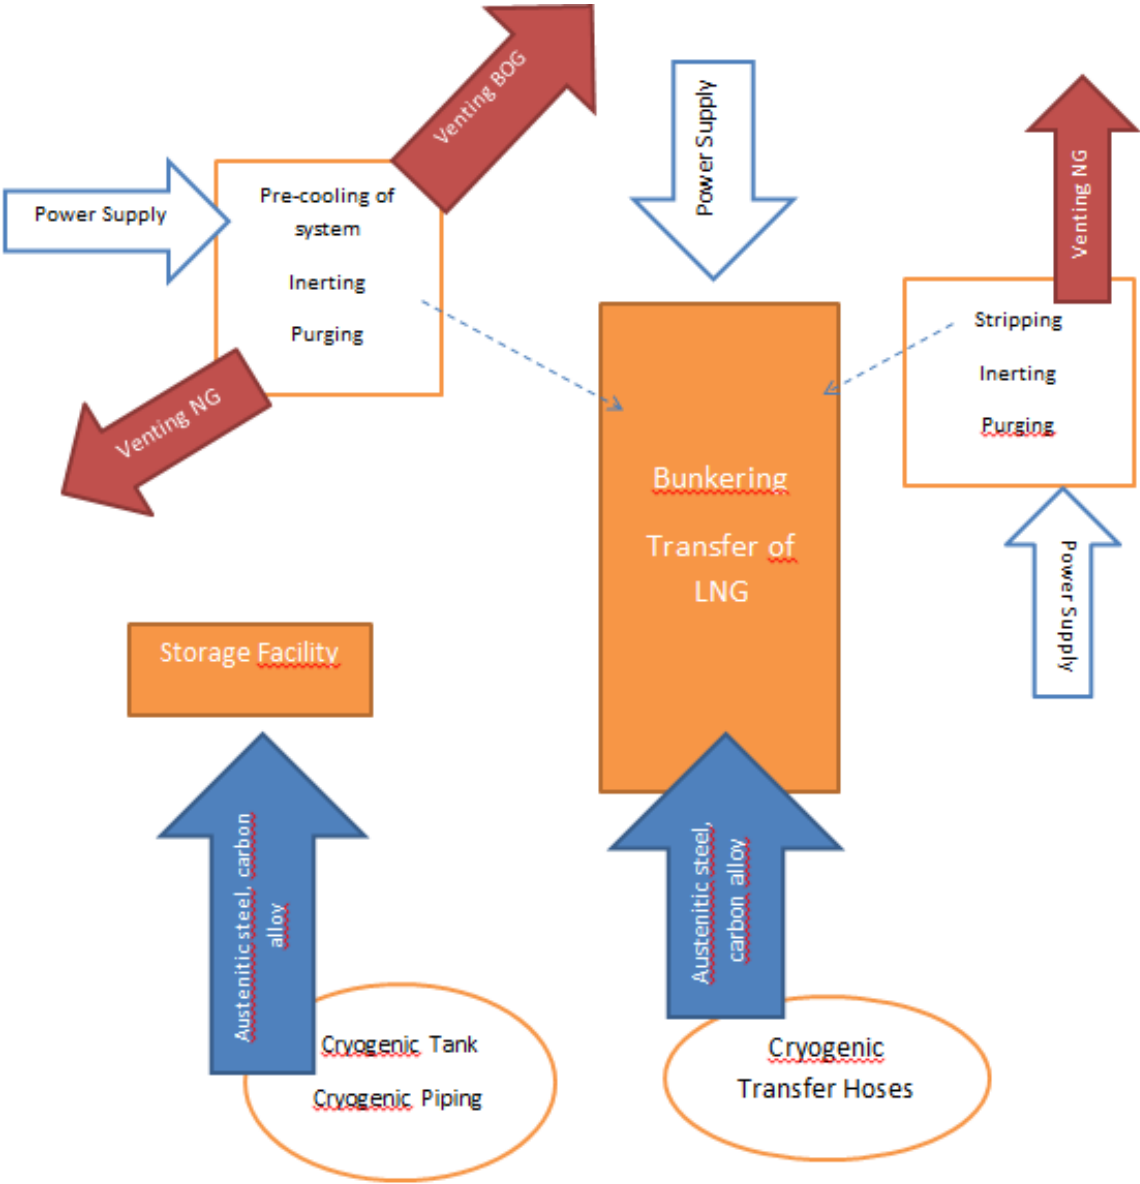 Venting BOG
Power Supply
Venting NG
Power Supply
Pre-cooling of
system
Inerting
Purging
Stripping
Inerting
Purging
Venting NG
Bunkering
Transfer of
LNG
Power Supply
Storage Facility
Austenitic steel, carbon
alloy
Austenitic steel,
carbon alloy
Cryogenic Tank
Cryogenic Piping
Cryogenic
Transfer Hoses